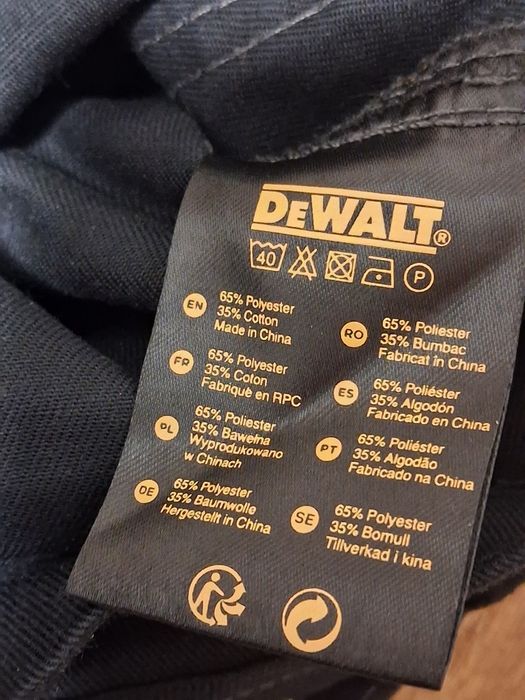 DEWALT®
40 P
EN
65% Polyester
35% Cotton
Made in China
FR
65% Polyester
35% Coton
Fabriqué en RPC
PL
65% Poliester
35% Bawełna
Wyprodukowano
w Chinach
DE
65% Polyester
35% Baumwolle
Hergestellt in China
RO
65% Poliester
35% Bumbac
Fabricat în China
ES
65% Poliéster
35% Algodón
Fabricado en China
PT
65% Poliéster
35% Algodão
Fabricado na China
SE
65% Polyester
35% Bomull
Tillverkad i kina